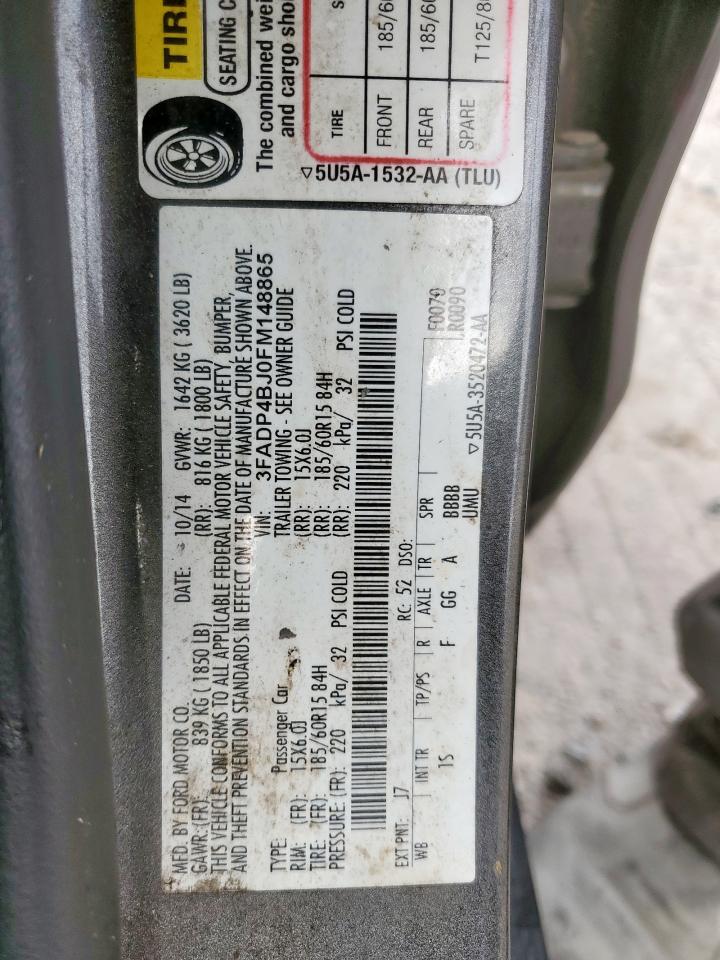 TIRE
SEATING C
The combined wei
and cargo sho
TIRE S
FRONT 185/60
REAR 185/60
SPARE T125/8
▽5U5A-1532-AA (TLU)
MFD. BY FORD MOTOR CO. DATE: 10/14 GVWR: 1642 KG ( 3620 LB)
GAWR:(FR): 839 KG ( 1850 LB) (RR): 816 KG ( 1800 LB)
THIS VEHICLE CONFORMS TO ALL APPLICABLE FEDERAL MOTOR VEHICLE SAFETY, BUMPER,
AND THEFT PREVENTION STANDARDS IN EFFECT ON THE DATE OF MANUFACTURE SHOWN ABOVE.
VIN: 3FADP4BJ0FM148865
TYPE: Passenger Car TRAILER TOWING - SEE OWNER GUIDE
RIM: (FR): 15X6.0J (RR): 15X6.0J
TIRE: (FR): 185/60R15 84H (RR): 185/60R15 84H
PRESSURE: (FR): 220 kPa/ 32 PSI COLD (RR): 220 kPa/ 32 PSI COLD
EXT PNT: J7 RC: 52 DSO: F0070
WB INT TR TP/PS R AXLE TR SPR R0090
1S F GG A BBBB
UMU
▽5U5A-3520472-AA